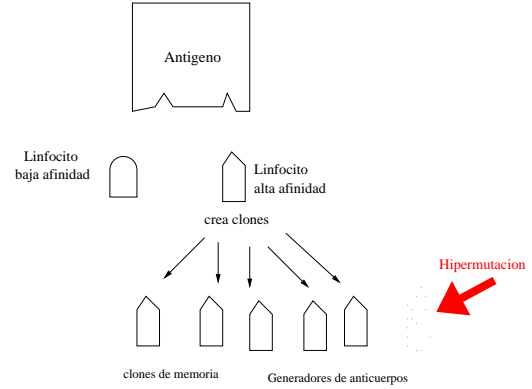 Antigeno
Linfocito
baja afinidad
Linfocito
alta afinidad
crea clones
Hipermutacion
clones de memoria
Generadores de anticuerpos